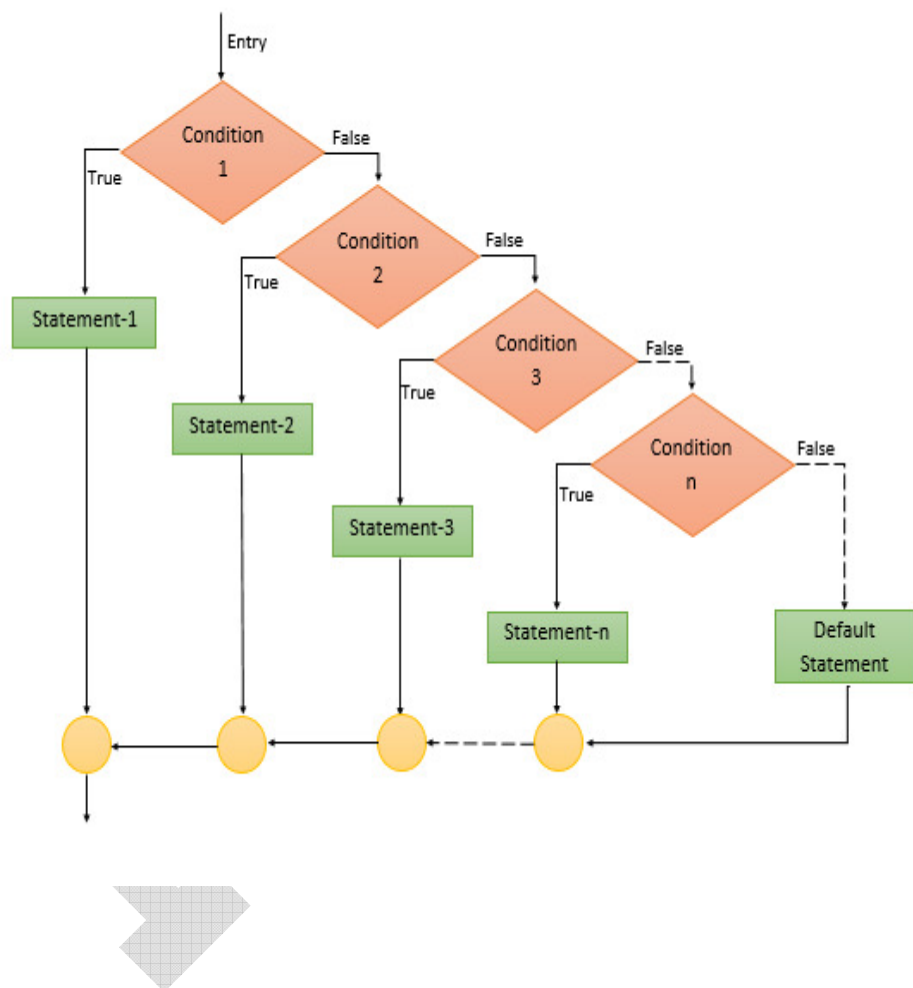 Entry
Condition
1
False
True
Condition
2
False
True
Statement-1
Condition
3
False
True
Statement-2
Condition
n
False
True
Statement-3
Statement-n
Default
Statement